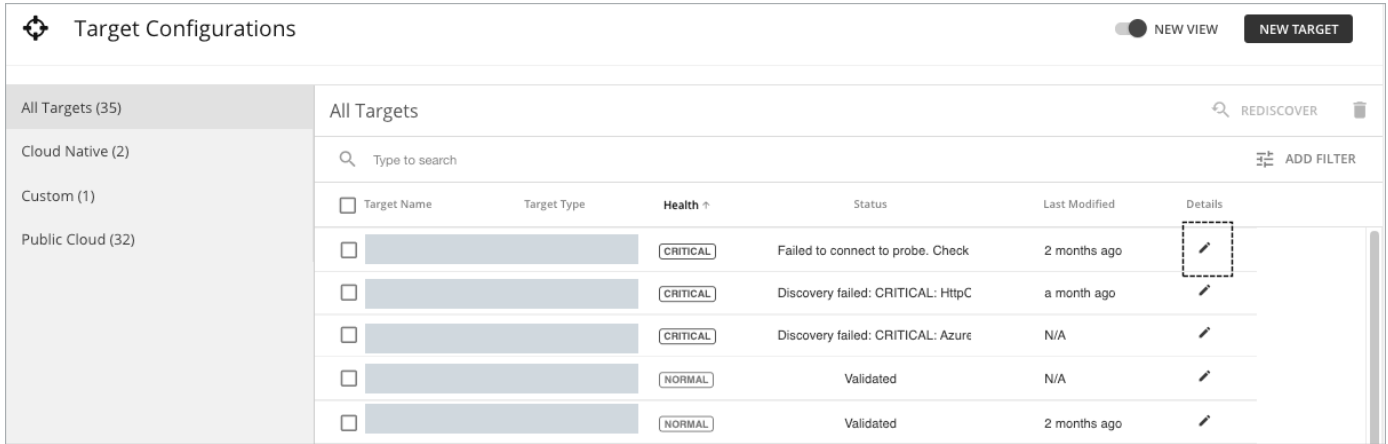 Target Configurations NEW VIEW NEW TARGET
All Targets (35)
Cloud Native (2)
Custom (1)
Public Cloud (32)
All Targets REDISCOVER
Type to search ADD FILTER
Target Name Target Type Health ↑ Status Last Modified Details
CRITICAL Failed to connect to probe. Check 2 months ago
CRITICAL Discovery failed: CRITICAL: HttpC a month ago
CRITICAL Discovery failed: CRITICAL: Azure N/A
NORMAL Validated N/A
NORMAL Validated 2 months ago